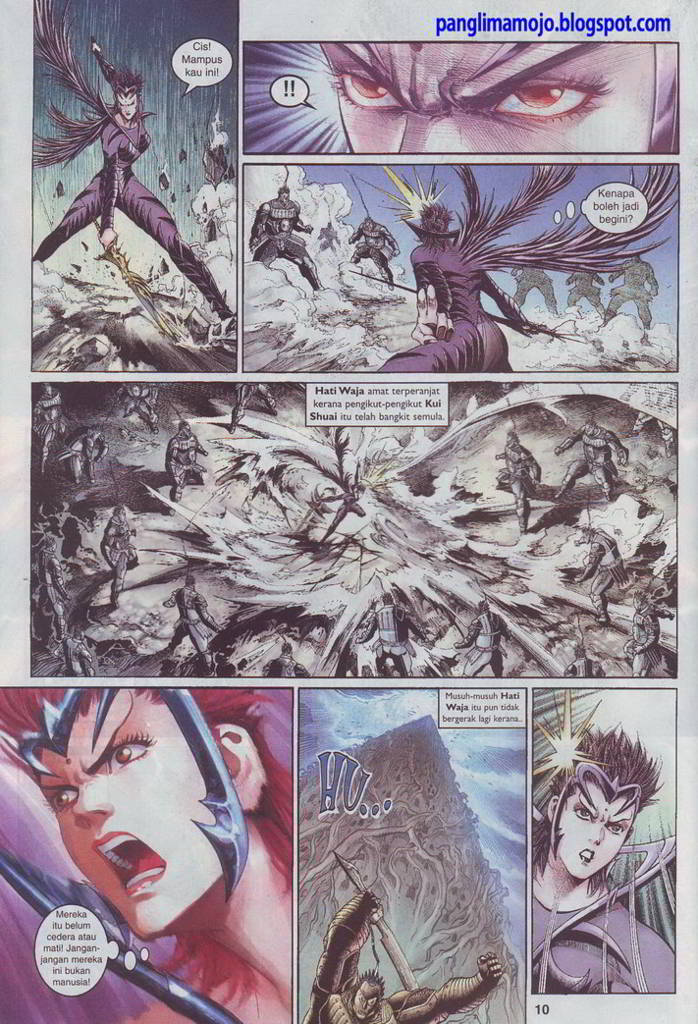 panglimamojo.blogspot.com
Cis!
Mampus
kau ini!
!!
Kenapa
boleh jadi
begini?
Hati Waja amat terperanjat
kerana pengikut-pengikut Kui
Shuai itu telah bangkit semula.
Mereka
itu belum
cedera atau
mati! Jangan-
jangan mereka
ini bukan
manusia!
Musuh-musuh Hati
Waja itu pun tidak
bergerak lagi kerana..
HU...
10